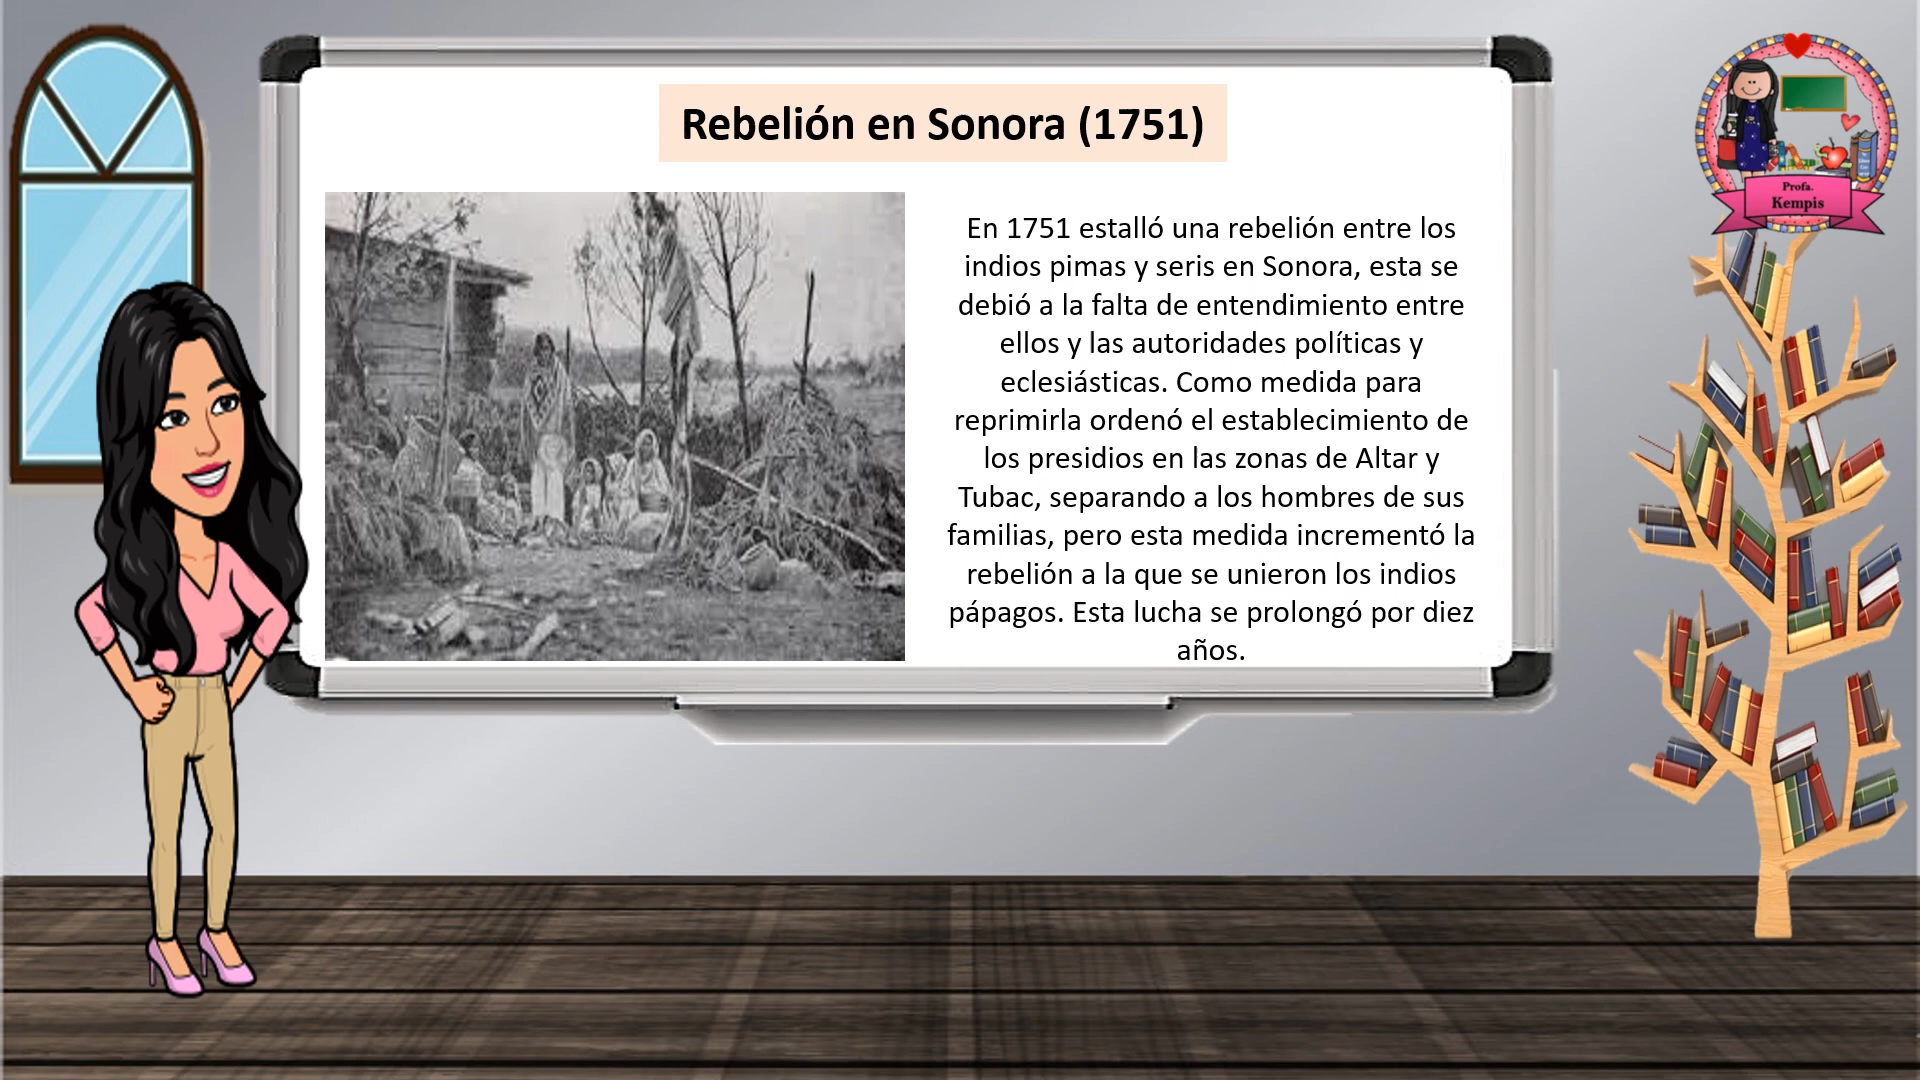 Rebelión en Sonora (1751)
En 1751 estalló una rebelión entre los
indios pimas y seris en Sonora, esta se
debió a la falta de entendimiento entre
ellos y las autoridades políticas y
eclesiásticas. Como medida para
reprimirla ordenó el establecimiento de
los presidios en las zonas de Altar y
Tubac, separando a los hombres de sus
familias, pero esta medida incrementó la
rebelión a la que se unieron los indios
pápagos. Esta lucha se prolongó por diez
años.
Profa.
Kempis